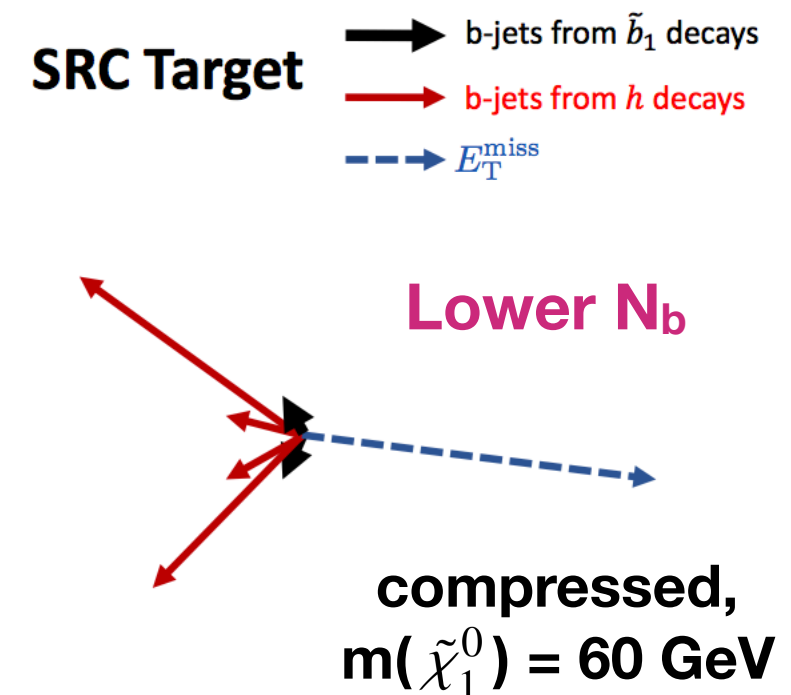 SRC Target
b-jets from b̃₁ decays
b-jets from h decays
E_T^miss
Lower N_b
compressed,
m( χ̃₁⁰ ) = 60 GeV